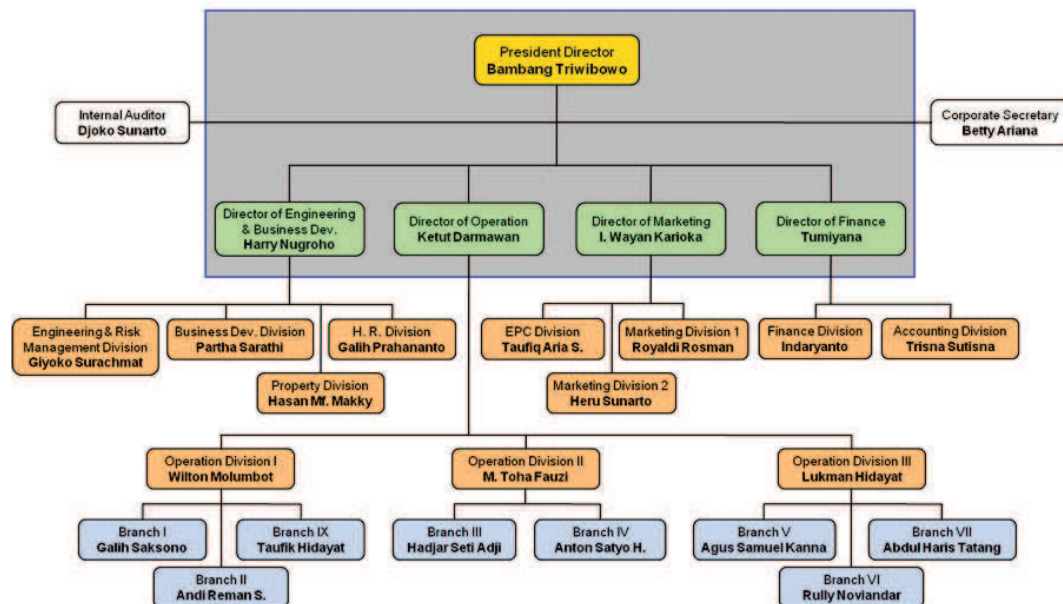 President Director
Bambang Triwibowo
Internal Auditor
Djoko Sunarto
Corporate Secretary
Betty Ariana
Director of Engineering
& Business Dev.
Harry Nugroho
Director of Operation
Ketut Darmawan
Director of Marketing
I. Wayan Karioka
Director of Finance
Tumiyana
Engineering & Risk
Management Division
Giyoko Surachmat
Business Dev. Division
Partha Sarathi
H. R. Division
Galih Prahananto
EPC Division
Taufiq Aria S.
Marketing Division 1
Royaldi Rosman
Finance Division
Indaryanto
Accounting Division
Trisna Sutisna
Property Division
Hasan Mf. Makky
Marketing Division 2
Heru Sunarto
Operation Division I
Wilton Molumbot
Operation Division II
M. Toha Fauzi
Operation Division III
Lukman Hidayat
Branch I
Galih Saksono
Branch IX
Taufik Hidayat
Branch III
Hadjar Seti Adji
Branch IV
Anton Satyo H.
Branch V
Agus Samuel Kanna
Branch VII
Abdul Haris Tatang
Branch II
Andi Reman S.
Branch VI
Rully Noviandar